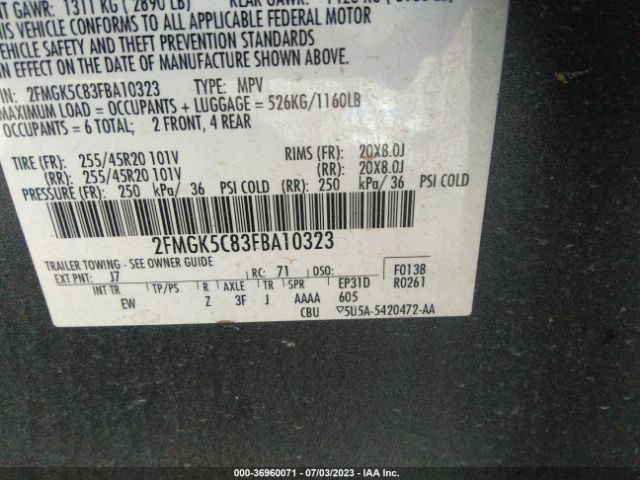 T GAWR: 1311 KG ( 2890 LB)
THIS VEHICLE CONFORMS TO ALL APPLICABLE FEDERAL MOTOR
VEHICLE SAFETY AND THEFT PREVENTION STANDARDS
IN EFFECT ON THE DATE OF MANUFACTURE SHOWN ABOVE.
IN: 2FMGK5C83FBA10323 TYPE: MPV
MAXIMUM LOAD = OCCUPANTS + LUGGAGE = 526KG/1160LB
OCCUPANTS: 6 TOTAL; 2 FRONT, 4 REAR
TIRE (FR): 255/45R20 101V RIMS (FR): 20X8.0J
(RR): 255/45R20 101V (RR): 20X8.0J
PRESSURE (FR): 250 kPa/ 36 PSI COLD (RR): 250 kPa/ 36 PSI COLD
2FMGK5C83FBA10323
TRAILER TOWING - SEE OWNER GUIDE
EXT PNT: J7 RC: 71 DSO: F0138
INT TR TP/PS R AXLE TR SPR EP31D R0261
EW Z 3F J AAAA 605
CBU ▽5U5A-5420472-AA
000-36960071 - 07/03/2023 - IAA Inc.